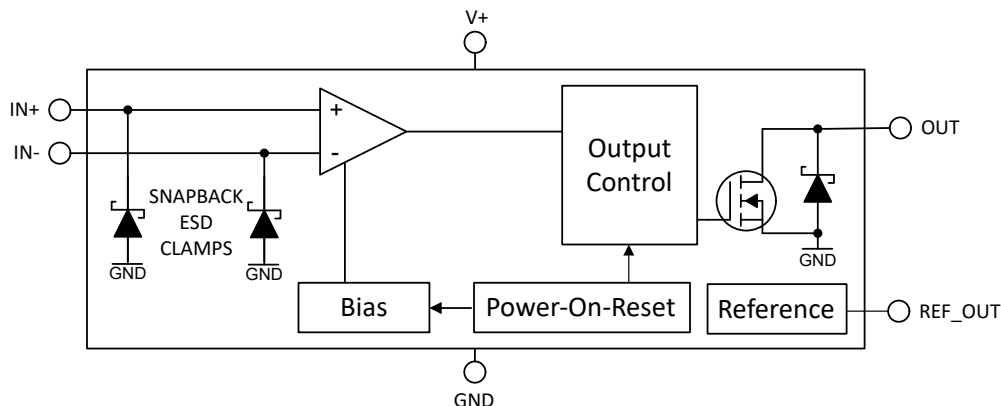 V+
IN+
IN-
+
-
SNAPBACK
ESD
CLAMPS
GND
GND
Output
Control
OUT
GND
Bias
Power-On-Reset
Reference
REF_OUT
GND